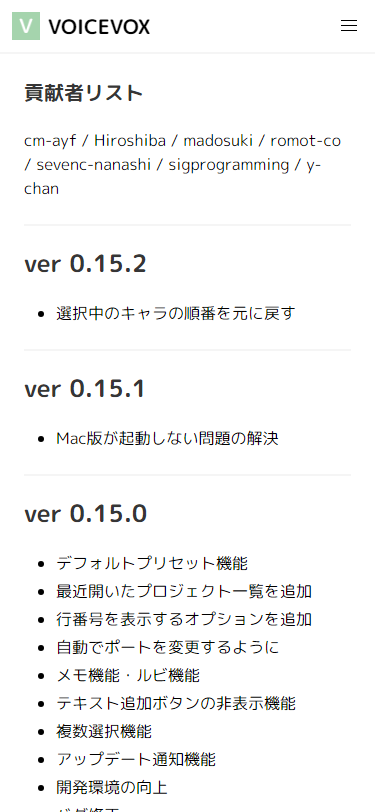 V VOICEVOX
貢献者リスト
cm-ayf / Hiroshiba / madosuki / romot-co
/ sevenc-nanashi / sigprogramming / y-
chan
ver 0.15.2
選択中のキャラの順番を元に戻す
ver 0.15.1
Mac版が起動しない問題の解決
ver 0.15.0
デフォルトプリセット機能
最近開いたプロジェクト一覧を追加
行番号を表示するオプションを追加
自動でポートを変更するように
メモ機能・ルビ機能
テキスト追加ボタンの非表示機能
複数選択機能
アップデート通知機能
開発環境の向上